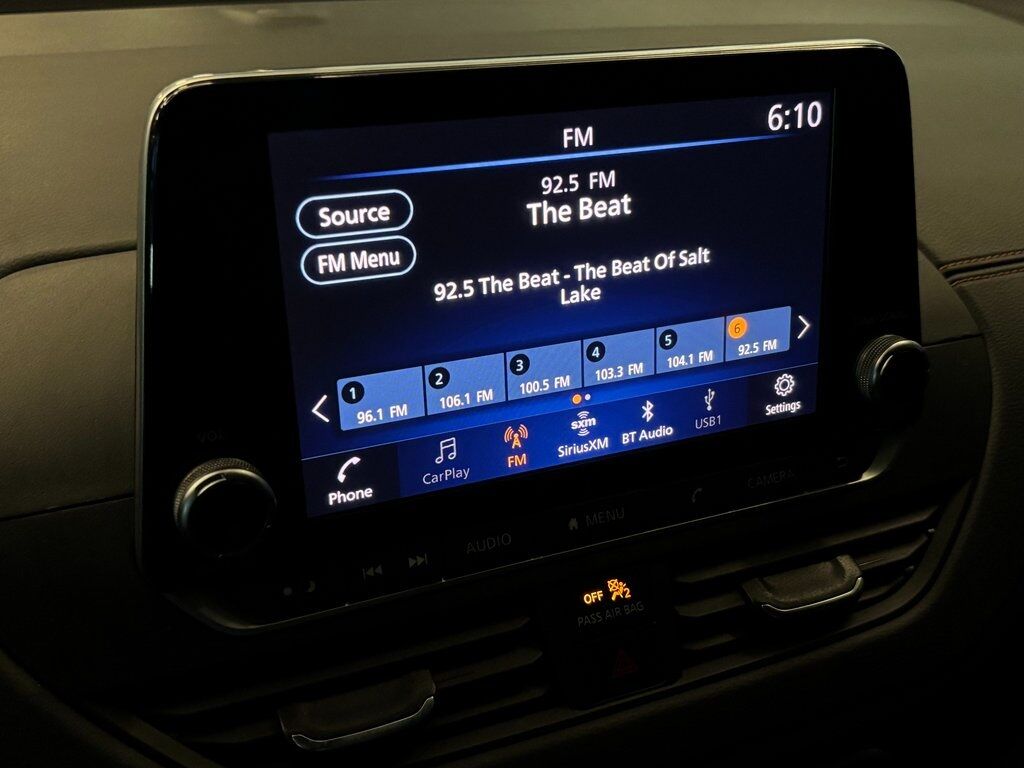 FM
6:10
92.5 FM
The Beat
Source
FM Menu
92.5 The Beat - The Beat Of Salt
Lake
1
96.1 FM
2
106.1 FM
3
100.5 FM
4
103.3 FM
5
104.1 FM
6
92.5 FM
Phone
CarPlay
FM
sxm
SiriusXM
BT Audio
USB1
Settings
VOL
AUDIO
MENU
CAMERA
OFF
2
PASS AIR BAG